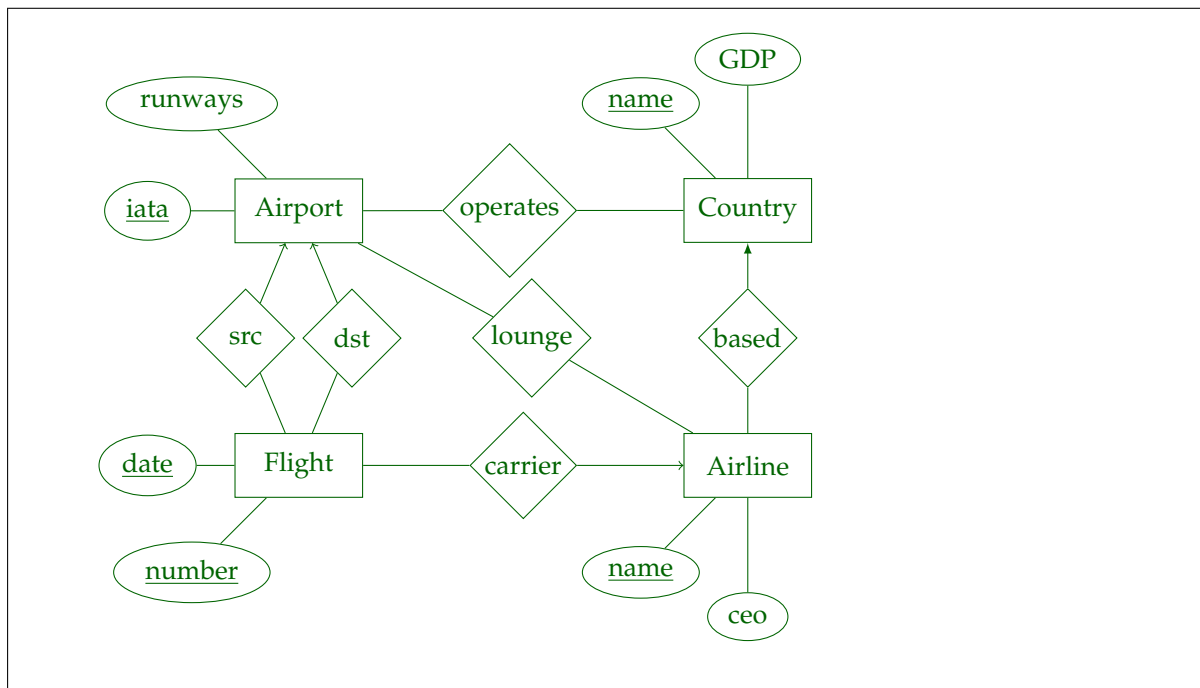 GDP
runways
name
iata
Airport
operates
Country
src
dst
lounge
based
date
Flight
carrier
Airline
number
name
ceo